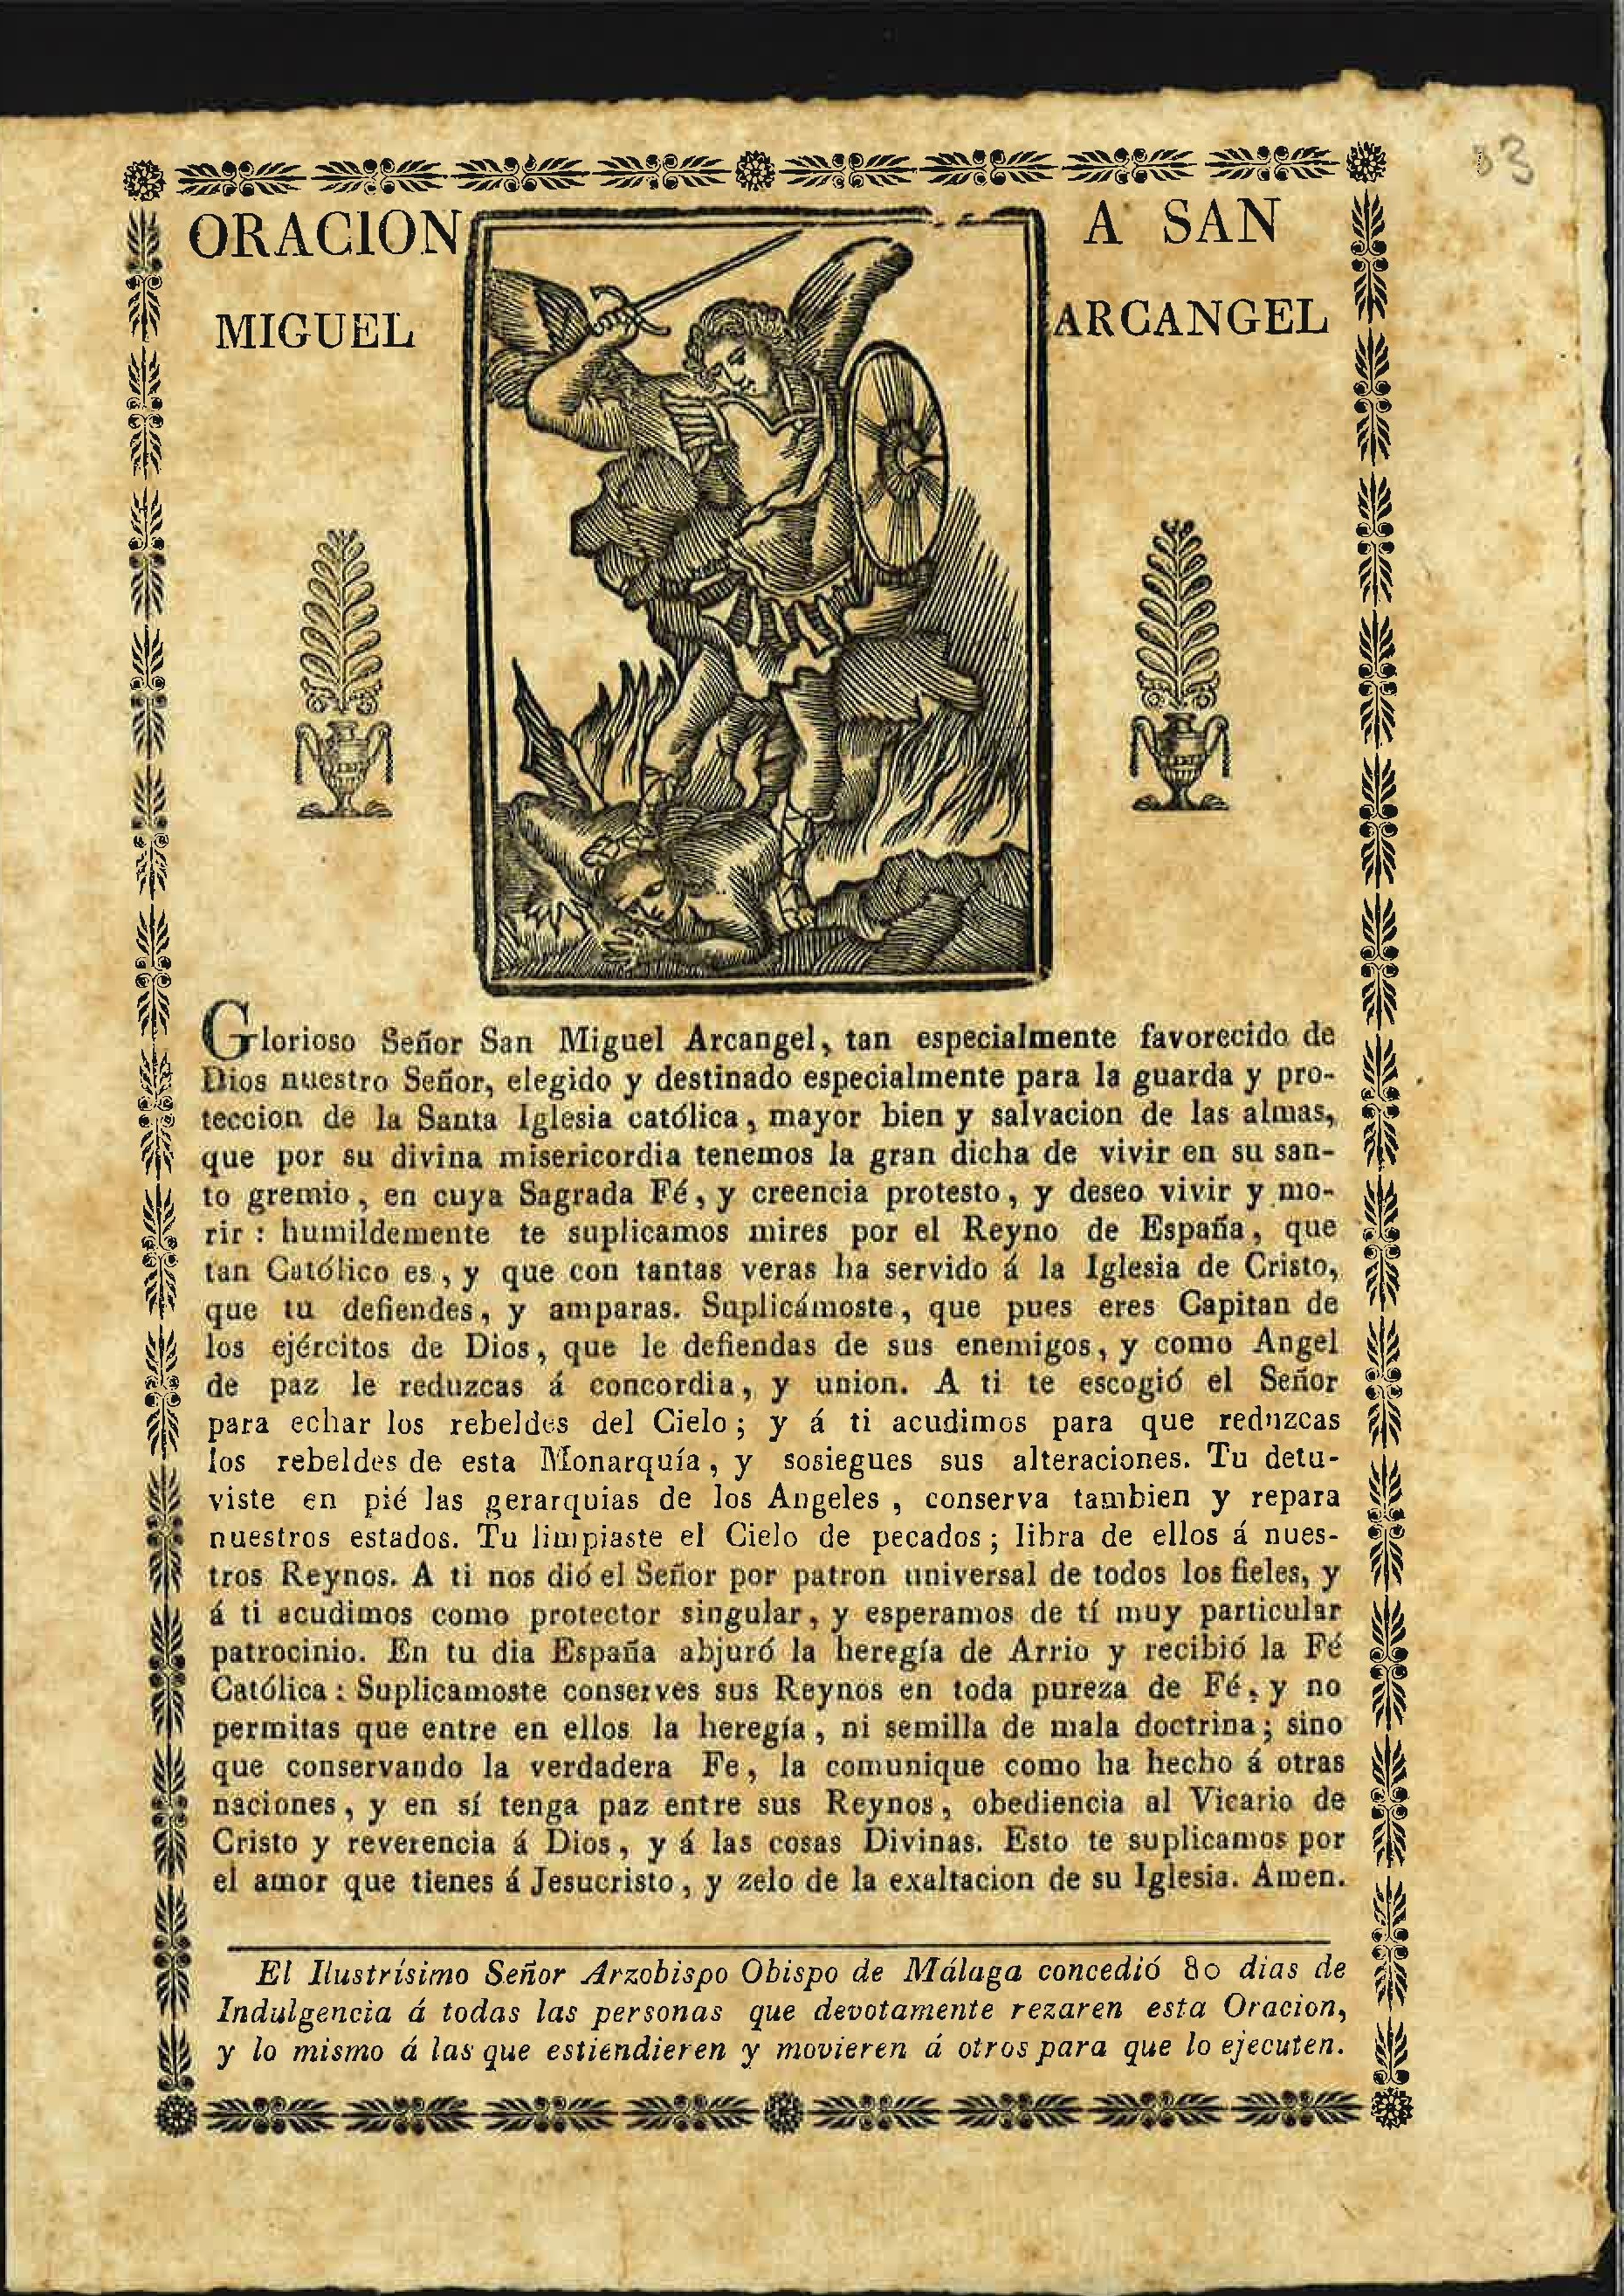 33
ORACION A SAN
MIGUEL ARCANGEL
Glorioso Señor San Miguel Arcangel, tan especialmente favorecido de
Dios nuestro Señor, elegido y destinado especialmente para la guarda y pro-
teccion de la Santa Iglesia católica, mayor bien y salvacion de las almas,
que por su divina misericordia tenemos la gran dicha de vivir en su san-
to gremio, en cuya Sagrada Fé, y creencia protesto, y deseo vivir y mo-
rir : humildemente te suplicamos mires por el Reyno de España, que
tan Católico es, y que con tantas veras ha servido á la Iglesia de Cristo,
que tu defiendes, y amparas. Suplicámoste, que pues eres Capitan de
los ejércitos de Dios, que le defiendas de sus enemigos, y como Angel
de paz le reduzcas á concordia, y union. A ti te escogió el Señor
para echar los rebeldes del Cielo; y á ti acudimos para que reduzcas
los rebeldes de esta Monarquía, y sosiegues sus alteraciones. Tu detu-
viste en pié las gerarquias de los Angeles, conserva tambien y repara
nuestros estados. Tu limpiaste el Cielo de pecados; libra de ellos á nues-
tros Reynos. A ti nos dió el Señor por patron universal de todos los fieles, y
á ti acudimos como protector singular, y esperamos de tí muy particular
patrocinio. En tu dia España abjuró la heregía de Arrio y recibió la Fé
Católica : Suplicamoste conserves sus Reynos en toda pureza de Fé, y no
permitas que entre en ellos la heregía, ni semilla de mala doctrina; sino
que conservando la verdadera Fe, la comunique como ha hecho á otras
naciones, y en sí tenga paz entre sus Reynos, obediencia al Vicario de
Cristo y reverencia á Dios, y á las cosas Divinas. Esto te suplicamos por
el amor que tienes á Jesucristo, y zelo de la exaltacion de su Iglesia. Amen.
El Ilustrísimo Señor Arzobispo Obispo de Málaga concedió 80 dias de
Indulgencia á todas las personas que devotamente rezaren esta Oracion,
y lo mismo á las que estiendieren y movieren á otros para que lo ejecuten.